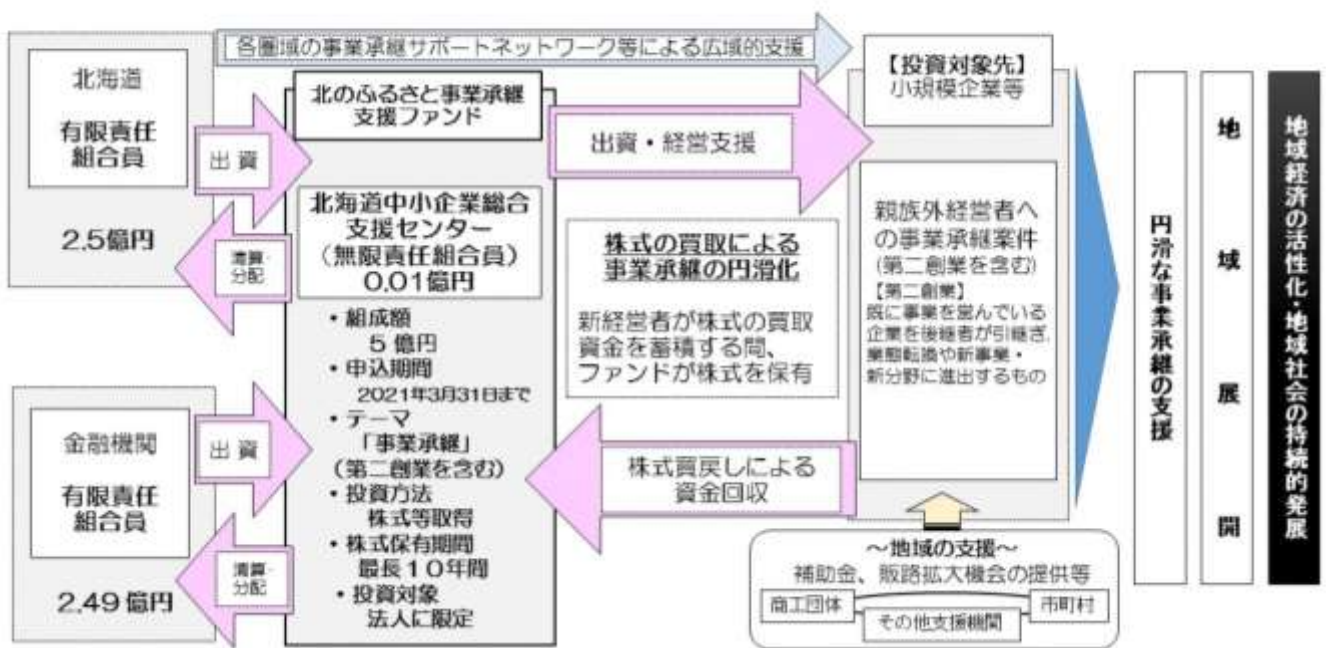 各圏域の事業承継サポートネットワーク等による広域的支援
北海道
有限責任
組合員
2.5億円
出 資
清算・
分配
金融機関
有限責任
組合員
2.49億円
出 資
清算・
分配
北のふるさと事業承継
支援ファンド
北海道中小企業総合
支援センター
(無限責任組合員)
0.01億円
・組成額
5億円
・申込期間
2021年3月31日まで
・テーマ
「事業承継」
(第二創業を含む)
・投資方法
株式等取得
・株式保有期間
最長10年間
・投資対象
法人に限定
出資・経営支援
株式の買取による
事業承継の円滑化
新経営者が株式の買取
資金を蓄積する間、
ファンドが株式を保有
株式買戻しによる
資金回収
【投資対象先】
小規模企業等
親族外経営者へ
の事業承継案件
(第二創業を含む)
【第二創業】
既に事業を営んでいる
企業を後継者が引継ぎ、
業態転換や新事業・
新分野に進出するもの
~地域の支援~
補助金、販路拡大機会の提供等
商工団体
市町村
その他支援機関
円滑な事業承継の支援
地域展開
地域経済の活性化・地域社会の持続的発展